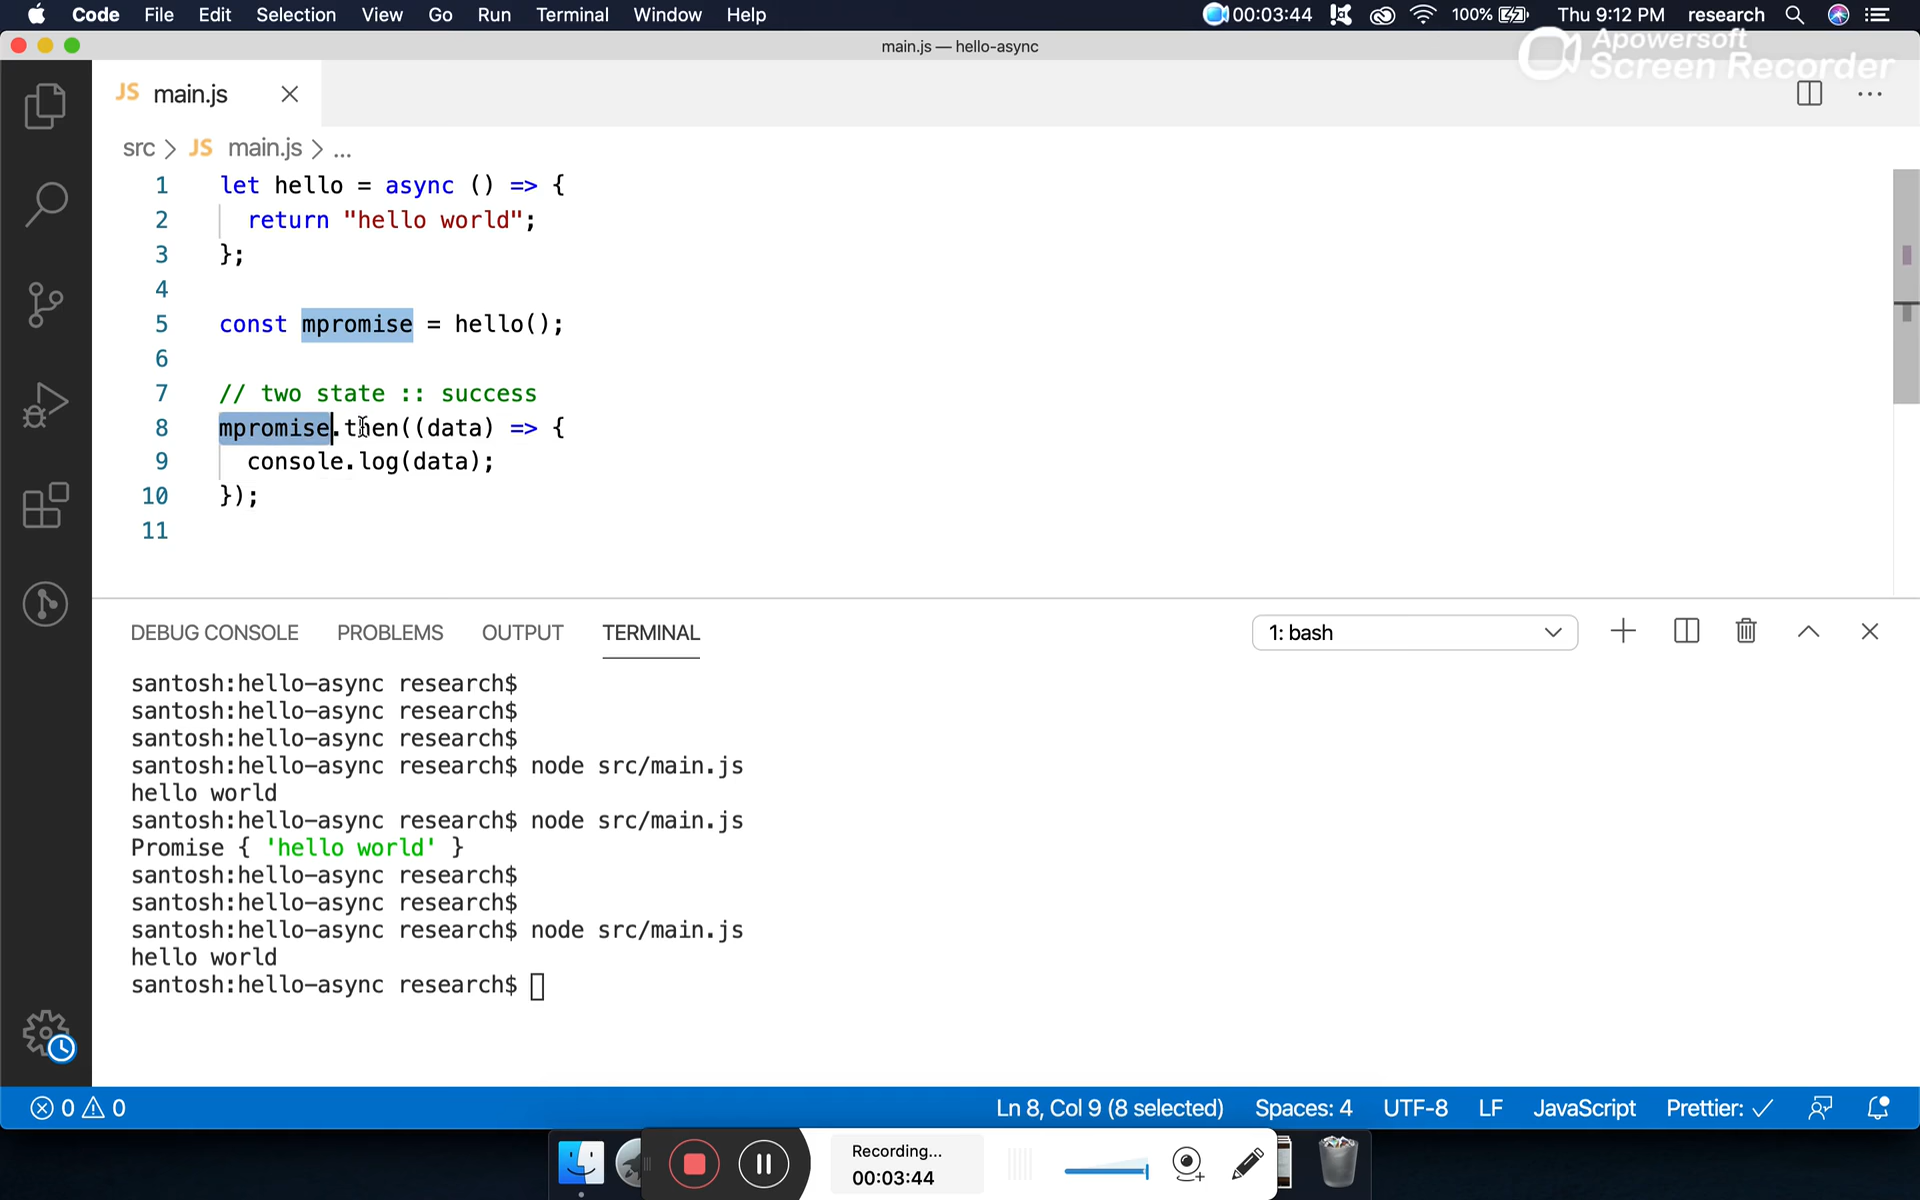 Code File Edit Selection View Go Run Terminal Window Help 00:03:44 100% Thu 9:12 PM research
main.js — hello-async
Apowersoft
Screen Recorder
JS main.js
src > JS main.js > ...
1 let hello = async () => {
2 return "hello world";
3 };
4
5 const mpromise = hello();
6
7 // two state :: success
8 mpromise.then((data) => {
9 console.log(data);
10 });
11
DEBUG CONSOLE PROBLEMS OUTPUT TERMINAL 1: bash
santosh:hello-async research$
santosh:hello-async research$
santosh:hello-async research$
santosh:hello-async research$ node src/main.js
hello world
santosh:hello-async research$ node src/main.js
Promise { 'hello world' }
santosh:hello-async research$
santosh:hello-async research$
santosh:hello-async research$ node src/main.js
hello world
santosh:hello-async research$
0 0 Ln 8, Col 9 (8 selected) Spaces: 4 UTF-8 LF JavaScript Prettier: ✓
Recording...
00:03:44